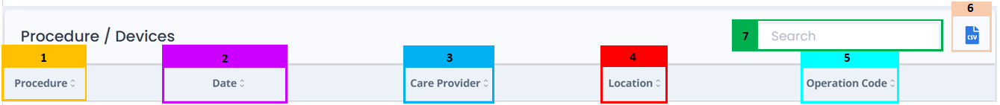 6
Procedure / Devices
7
Search
CSV
1
2
3
4
5
Procedure
Date
Care Provider
Location
Operation Code